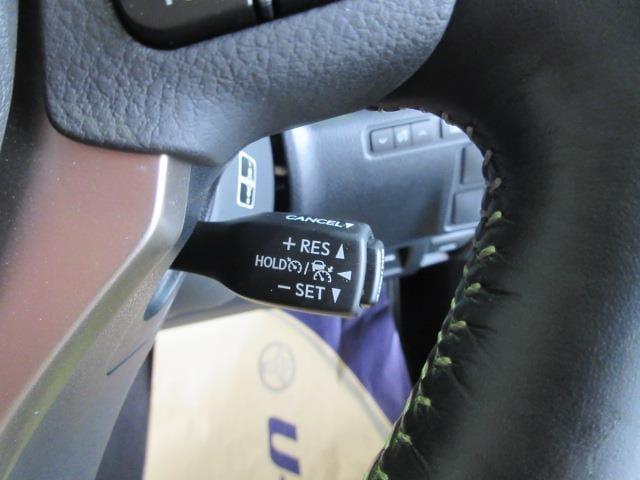 CANCEL▼
+ RES ▲
HOLD / ◀
− SET ▼
U